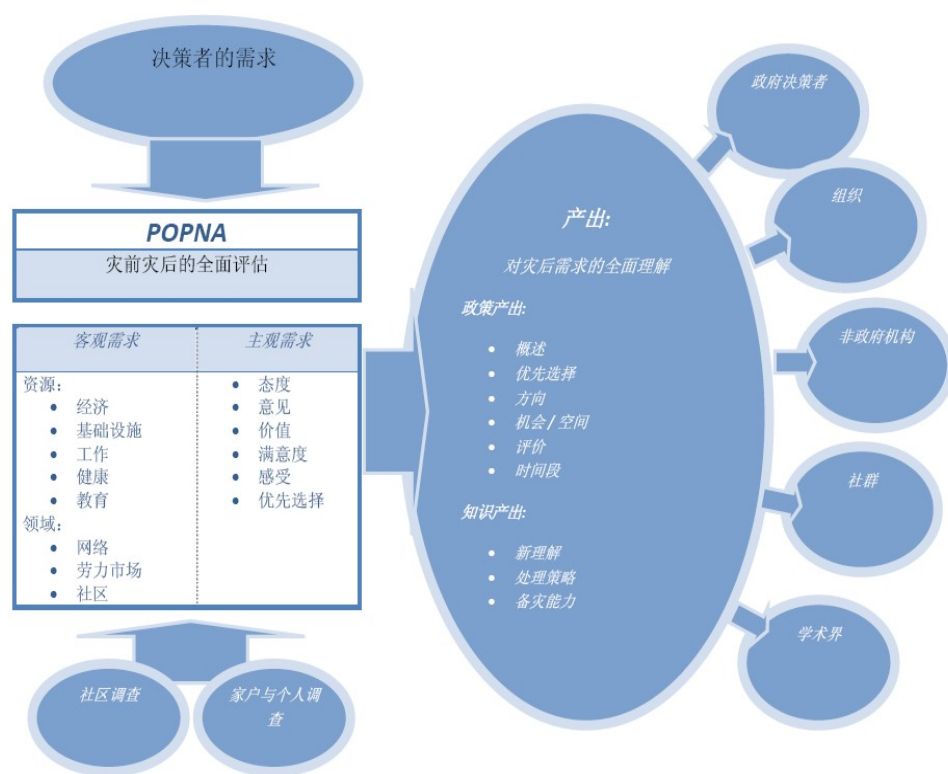 决策者的需求
POPNA
灾前灾后的全面评估
客观需求
资源:
• 经济
• 基础设施
• 工作
• 健康
• 教育
领域:
• 网络
• 劳力市场
• 社区
主观需求
• 态度
• 意见
• 价值
• 满意度
• 感受
• 优先选择
社区调查
家户与个人调
查
产出:
对灾后需求的全面理解
政策产出:
• 概述
• 优先选择
• 方向
• 机会 / 空间
• 评价
• 时间段
知识产出:
• 新理解
• 处理策略
• 备灾能力
政府决策者
组织
非政府机构
社群
学术界